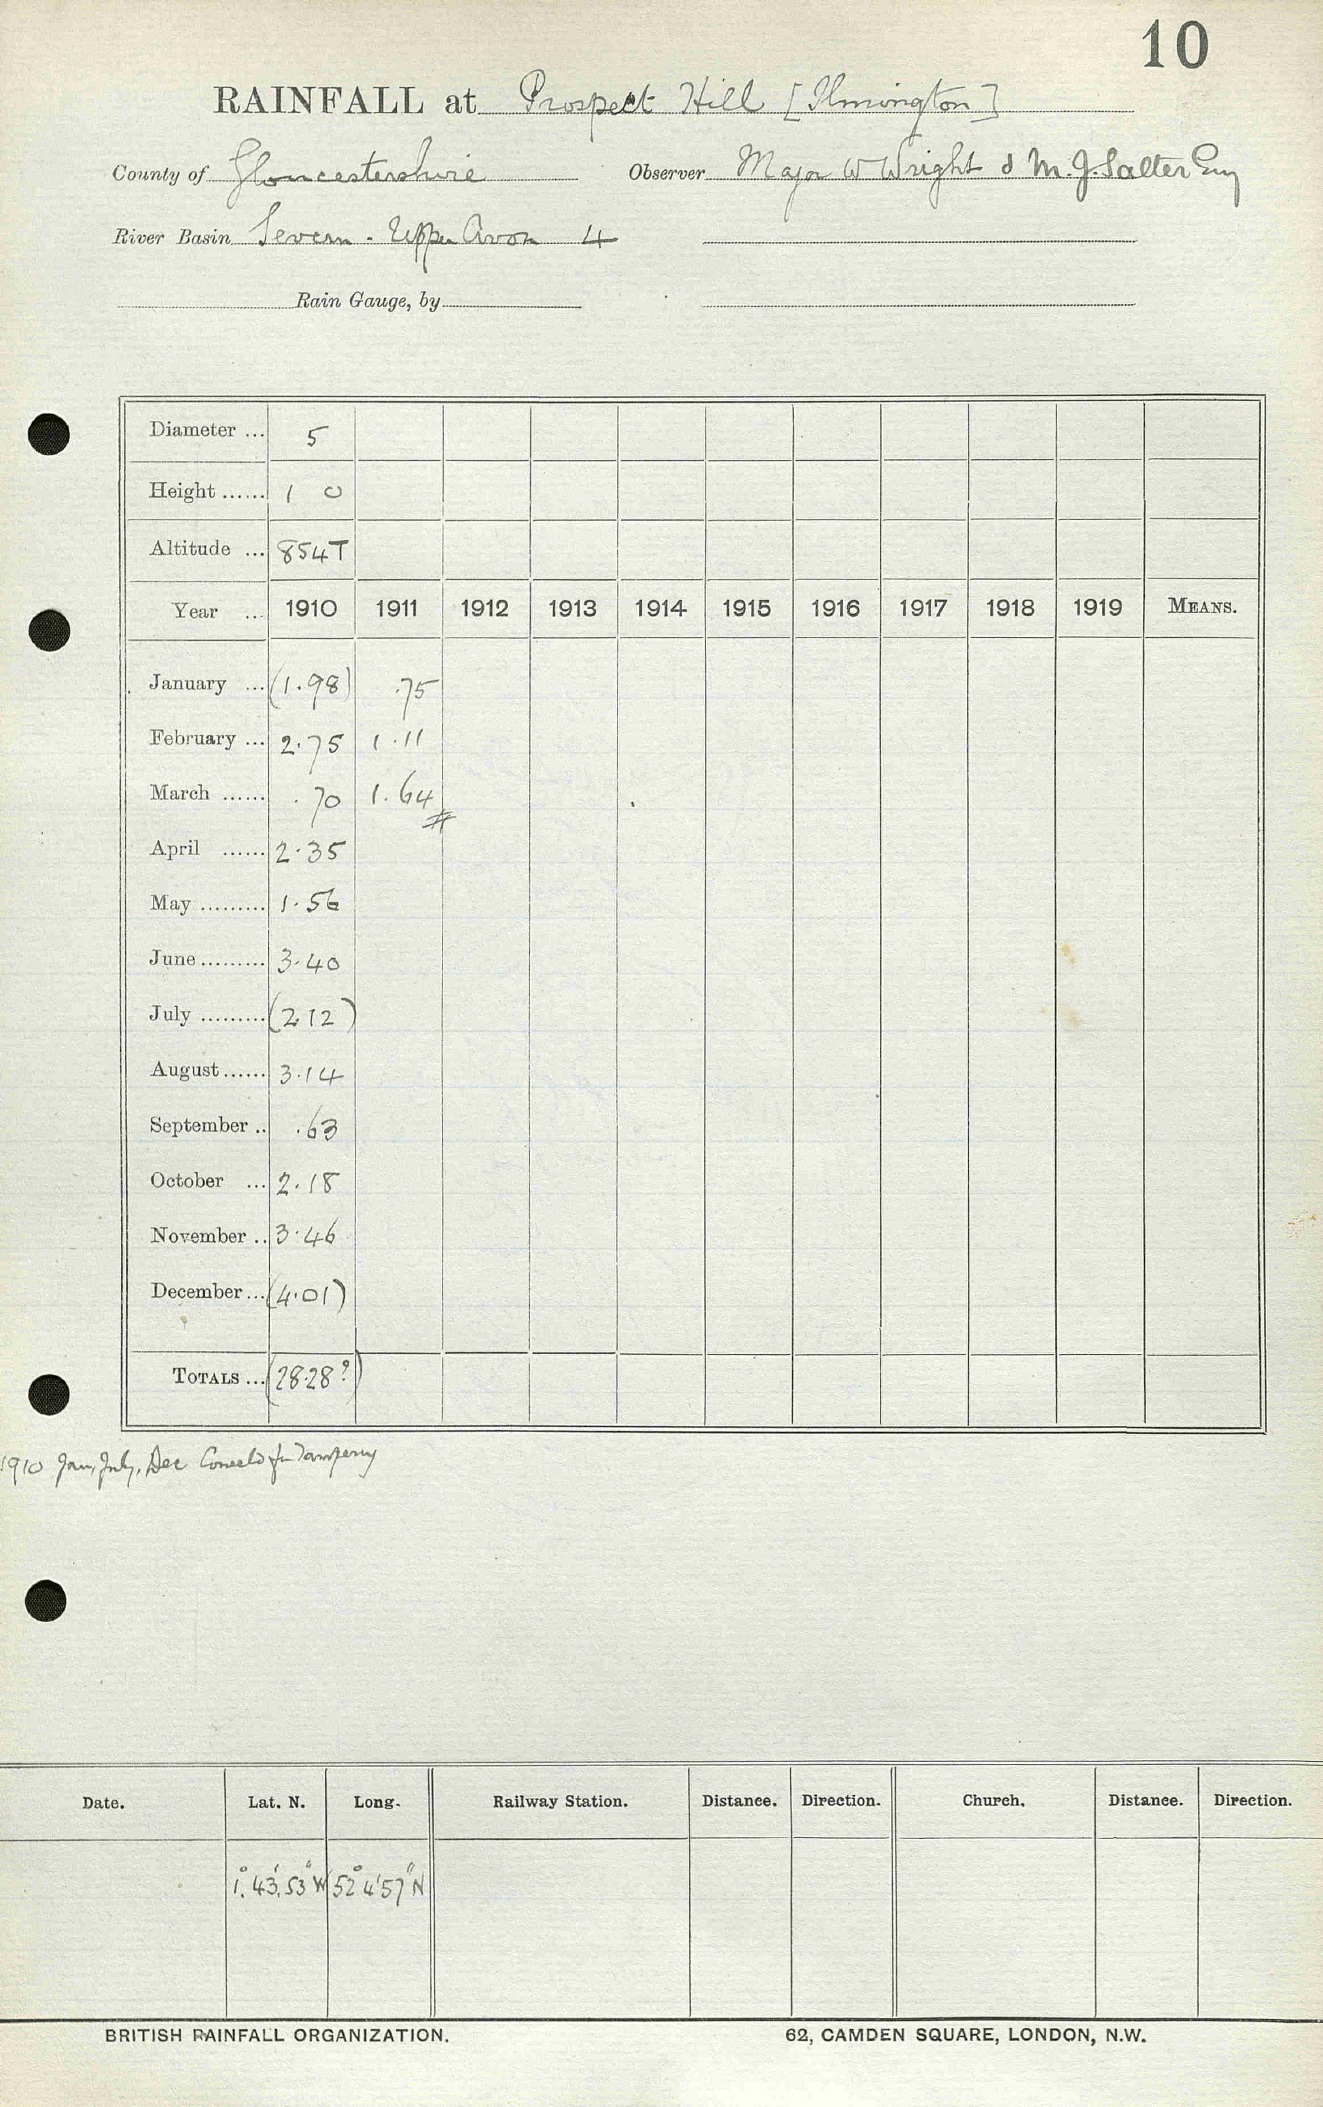 10
RAINFALL at Prospect Hill [Ilmington]
County of Gloucestershire Observer Major W Wright & M. J. Salter Esq
River Basin Severn - Upper Avon 4
Rain Gauge, by
Diameter ... 5
Height ...... 1 0
Altitude ... 854T
Year ... 1910 1911 1912 1913 1914 1915 1916 1917 1918 1919 MEANS.
January ... (1.98) .75
February ... 2.75 1.11
March ...... .70 1.64
April ...... 2.35
May ......... 1.56
June ......... 3.40
July ......... (2.12)
August ...... 3.14
September .. .63
October ... 2.18
November .. 3.46
December ... (4.01)
TOTALS ... (28.28?)
1910 Jan, July, Dec for Tampering
Date. Lat. N. Long. Railway Station. Distance. Direction. Church. Distance. Direction.
1° 43' 53" W 52° 4' 57" N
BRITISH RAINFALL ORGANIZATION. 62, CAMDEN SQUARE, LONDON, N.W.